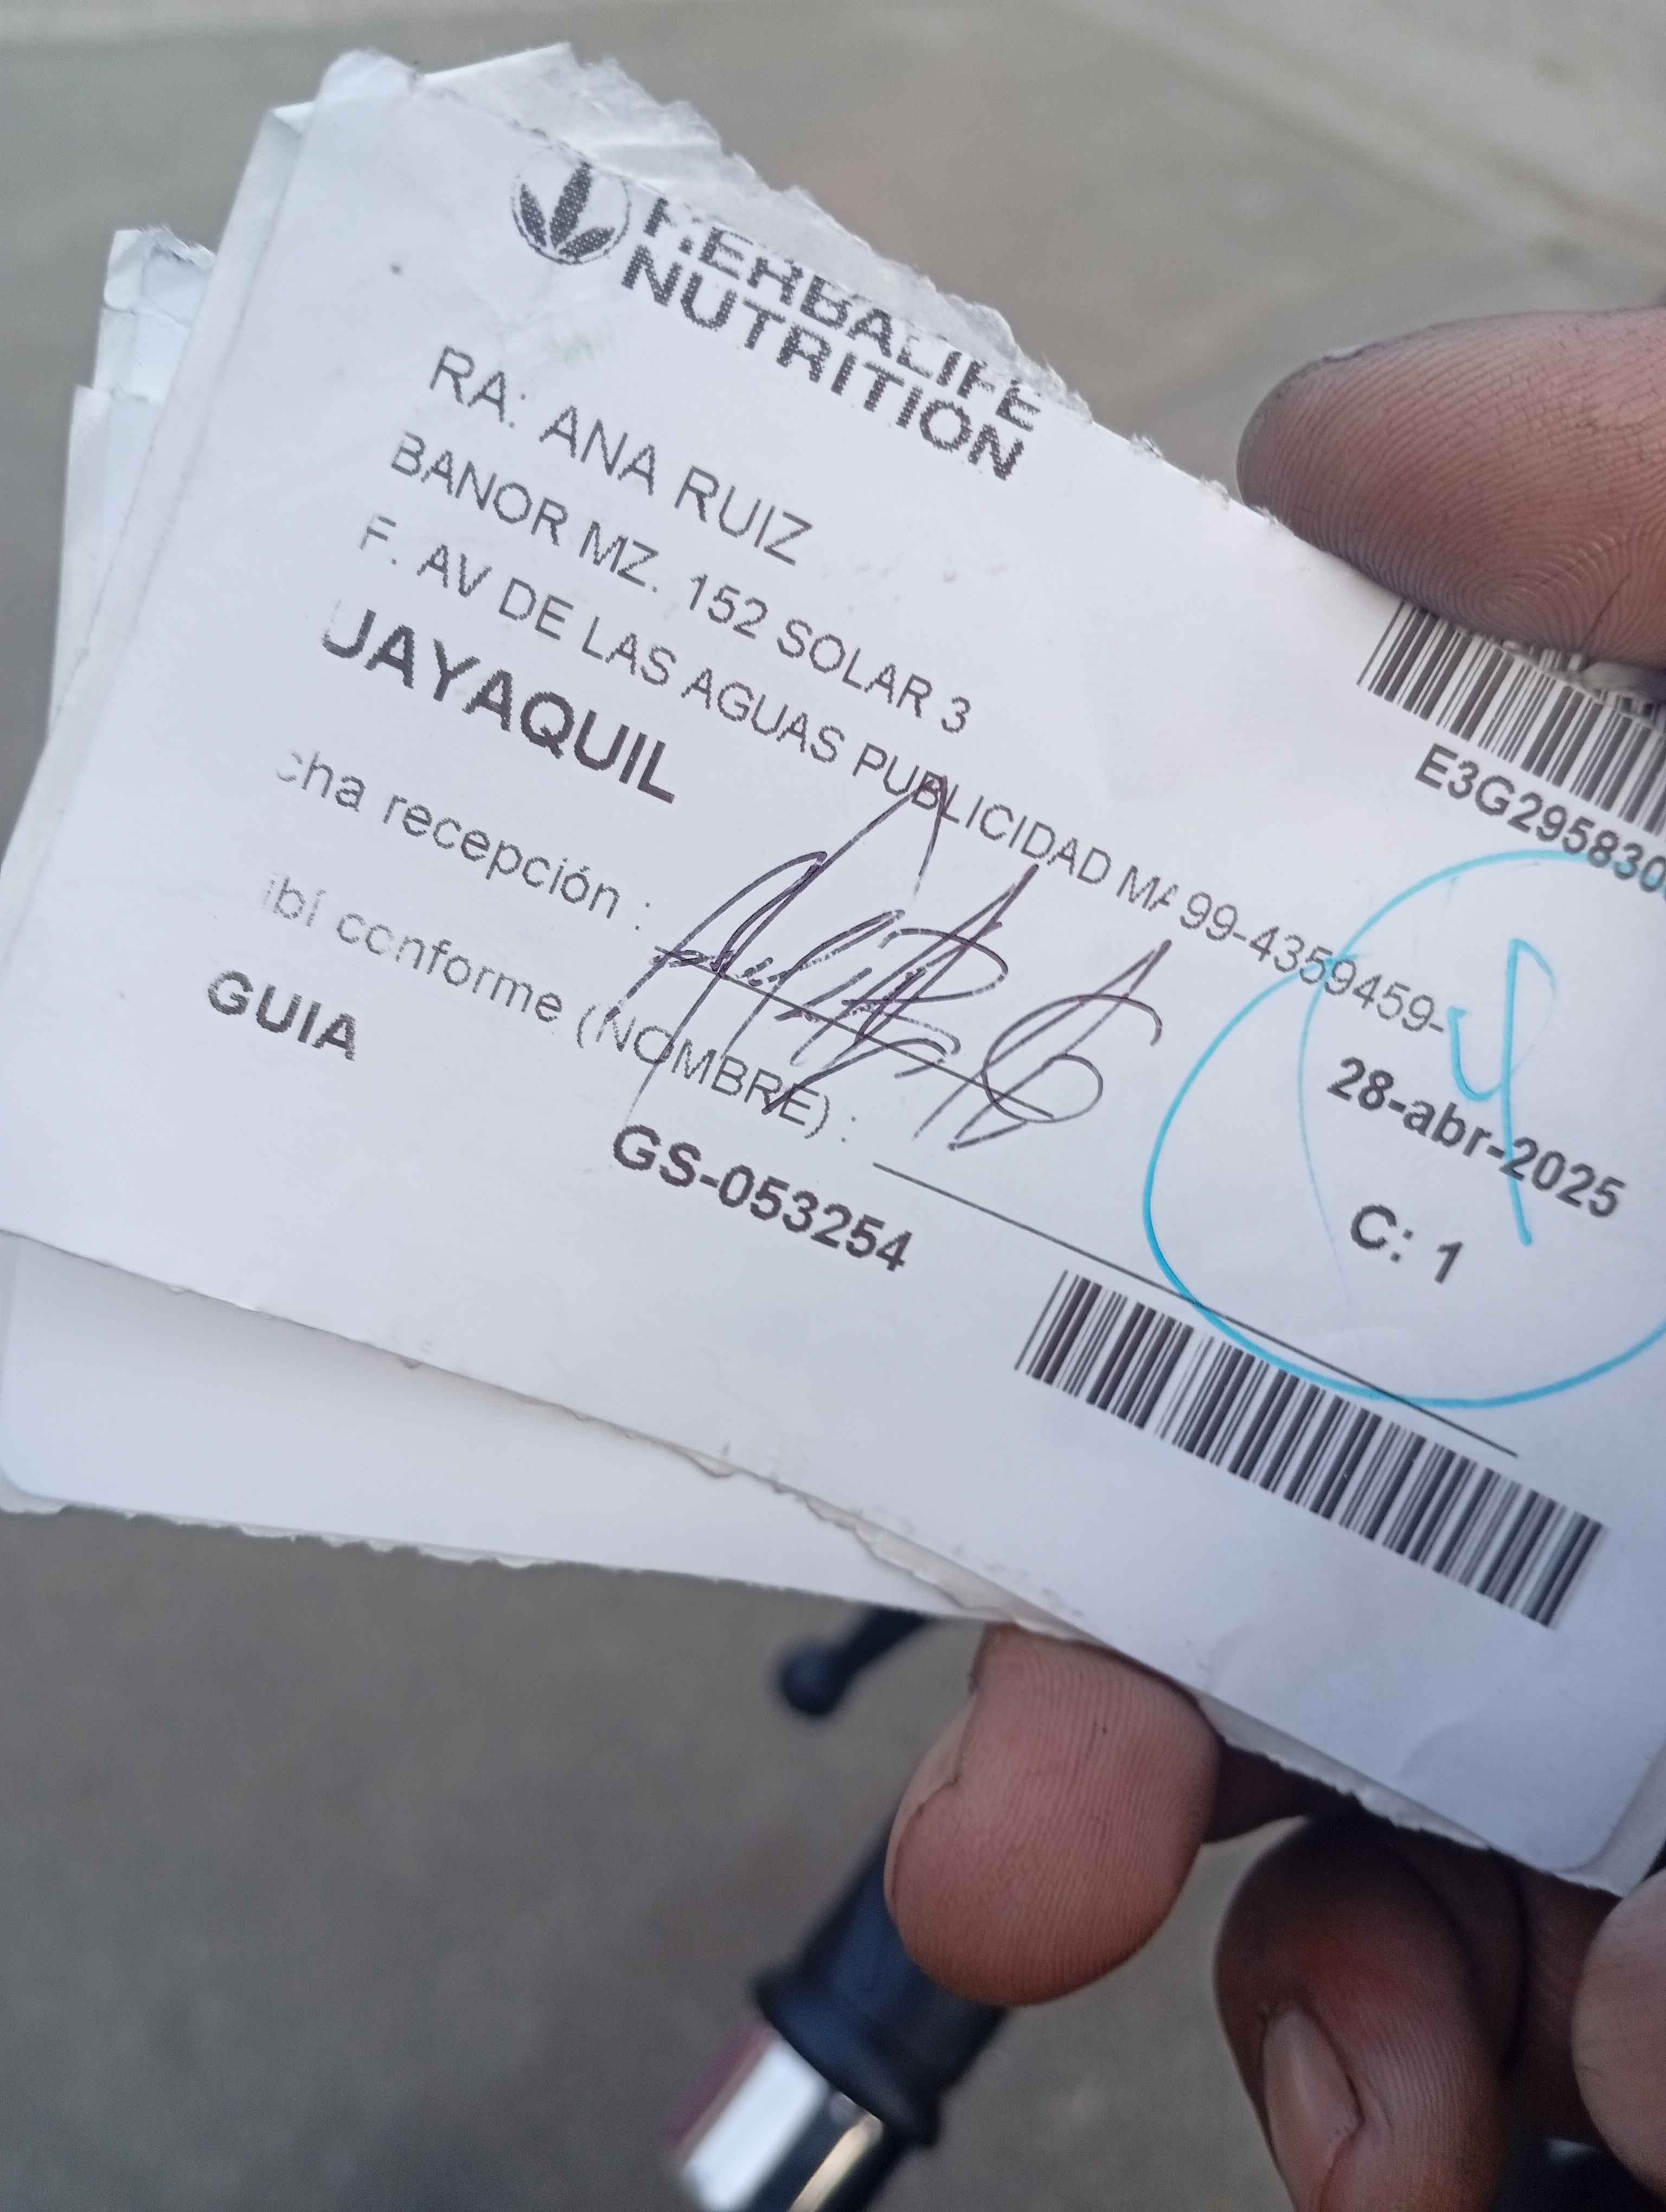 HERBALIFE
NUTRITION
RA: ANA RUIZ
BANOR MZ. 152 SOLAR 3
F. AV DE LAS AGUAS PUBLICIDAD MA 99-4359459-
JAYAQUIL
E3G295830
cha recepción :
28-abr-2025
ibí conforme (NOMBRE) :
C: 1
GUIA
GS-053254